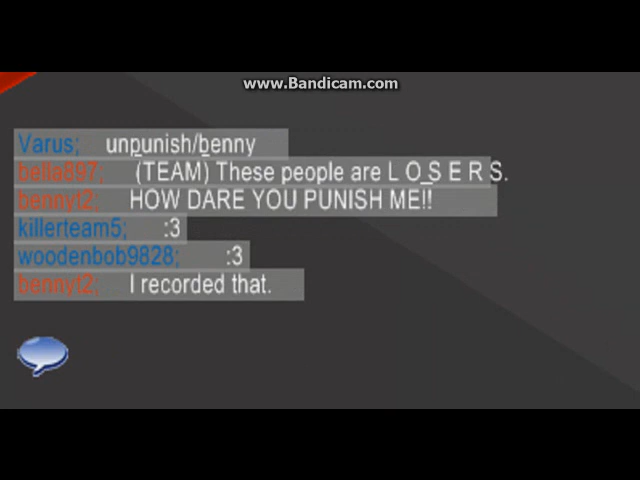 www.Bandicam.com
Varus; unpunish/benny
bella897; (TEAM) These people are L O S E R S.
bennyt2; HOW DARE YOU PUNISH ME!!
killerteam5; :3
woodenbob9828; :3
bennyt2; I recorded that.